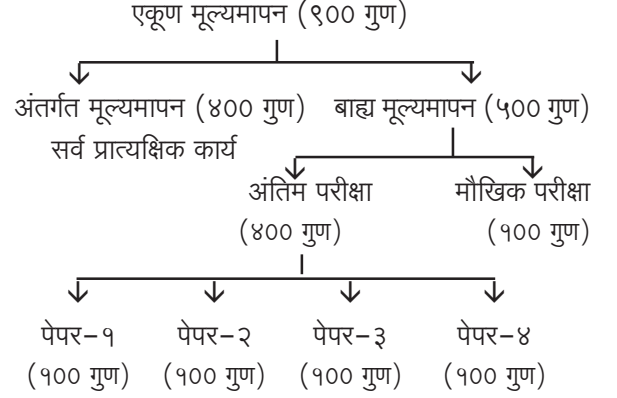 एकूण मूल्यमापन (९०० गुण)
अंतर्गत मूल्यमापन (४०० गुण) बाह्य मूल्यमापन (५०० गुण)
सर्व प्रात्यक्षिक कार्य
अंतिम परीक्षा मौखिक परीक्षा
(४०० गुण) (१०० गुण)
पेपर-१ पेपर-२ पेपर-३ पेपर-४
(१०० गुण) (१०० गुण) (१०० गुण) (१०० गुण)